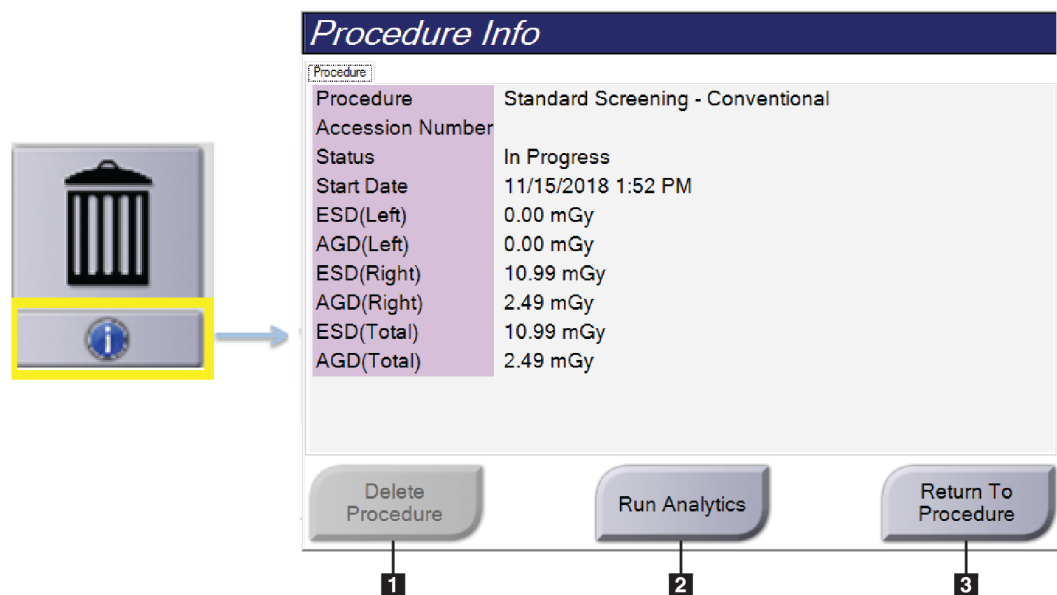 Procedure Info
Procedure
Procedure Standard Screening - Conventional
Accession Number
Status In Progress
Start Date 11/15/2018 1:52 PM
ESD(Left) 0.00 mGy
AGD(Left) 0.00 mGy
ESD(Right) 10.99 mGy
AGD(Right) 2.49 mGy
ESD(Total) 10.99 mGy
AGD(Total) 2.49 mGy
i
Delete
Procedure
Run Analytics
Return To
Procedure
1 2 3